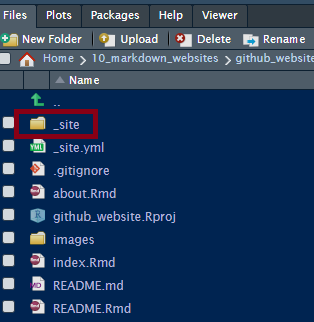 Files Plots Packages Help Viewer
New Folder Upload Delete Rename
Home 10_markdown_websites github_website
Name
..
_site
_site.yml
.gitignore
about.Rmd
github_website.Rproj
images
index.Rmd
README.md
README.Rmd